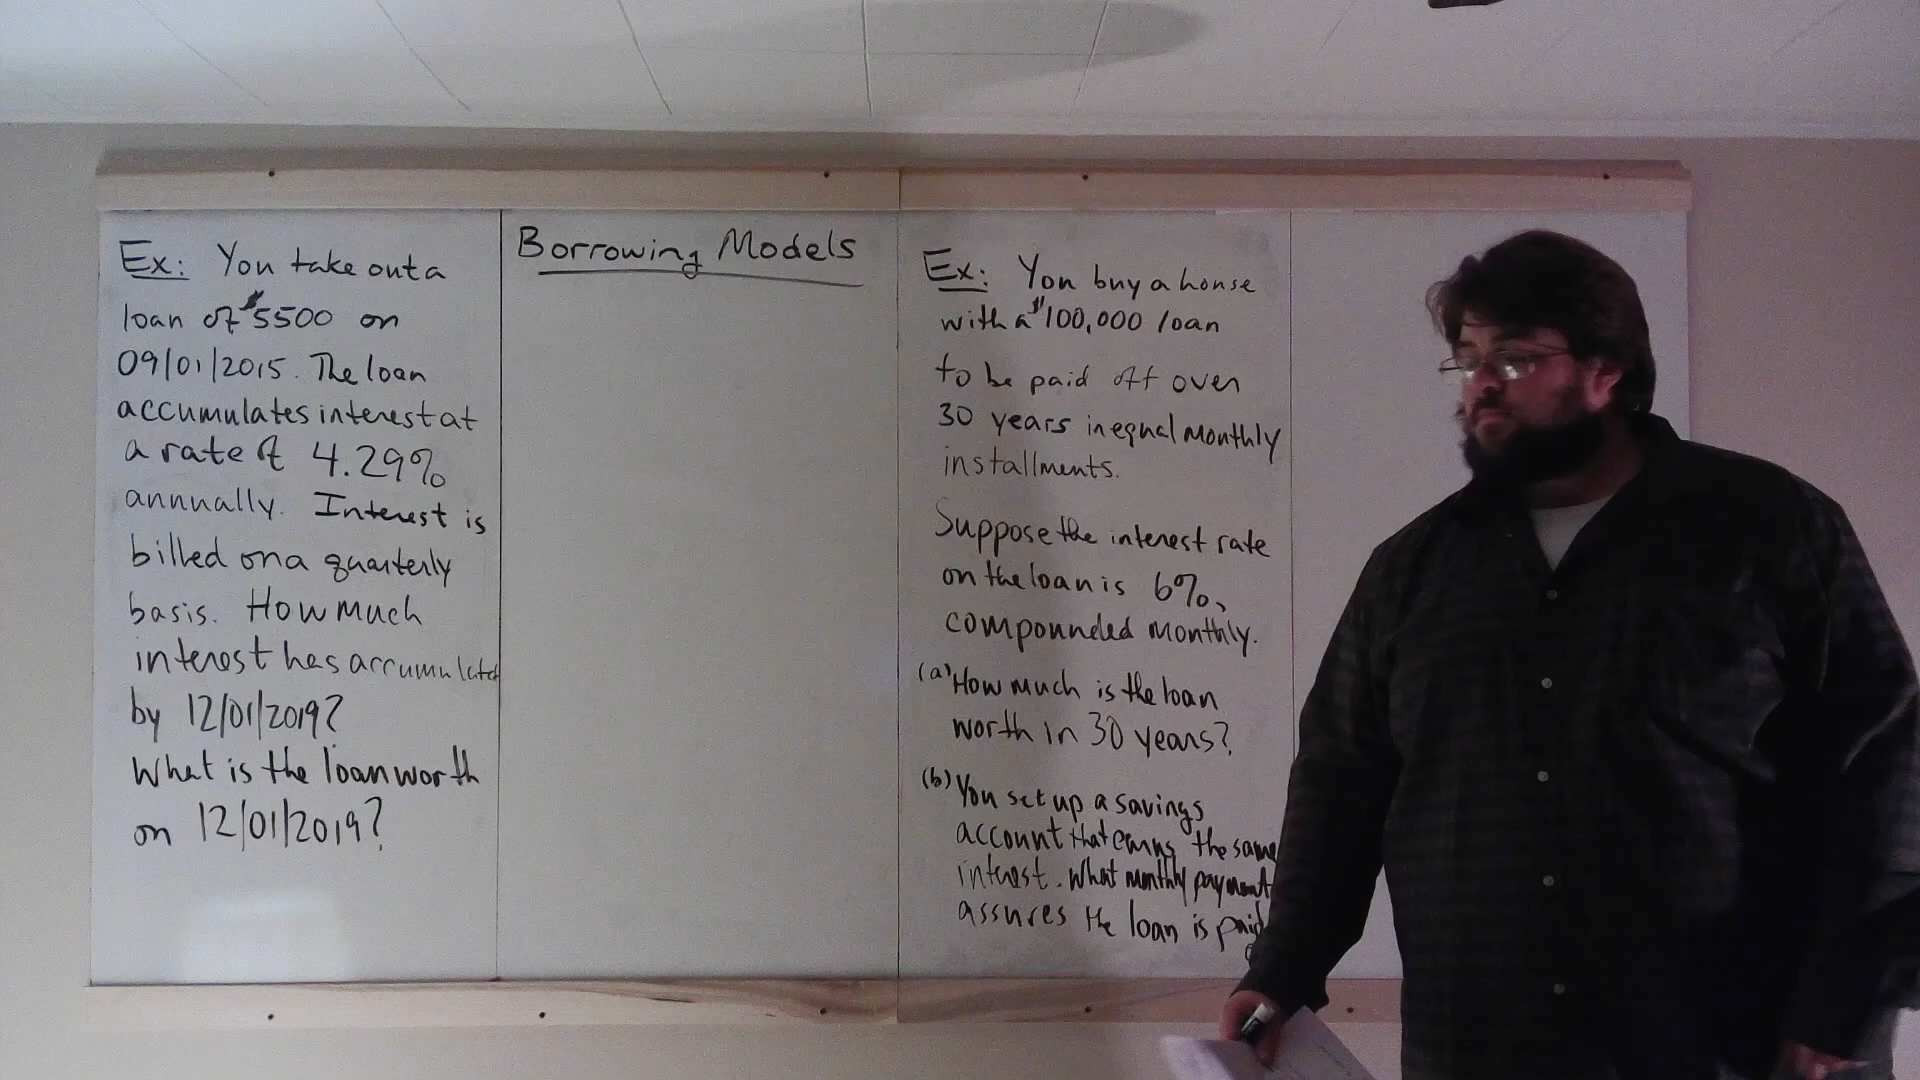 Ex: You take out a
loan of $5500 on
09/01/2015. The loan
accumulates interest at
a rate of 4.29%
annually. Interest is
billed on a quarterly
basis. How much
interest has accumulated
by 12/01/2019?
What is the loan worth
on 12/01/2019?
Borrowing Models
Ex: You buy a house
with a $100,000 loan
to be paid off over
30 years in equal monthly
installments.
Suppose the interest rate
on the loan is 6%,
compounded monthly.
(a) How much is the loan
worth in 30 years?
(b) You set up a savings
account that earns the same
interest. What monthly payment
assures the loan is paid